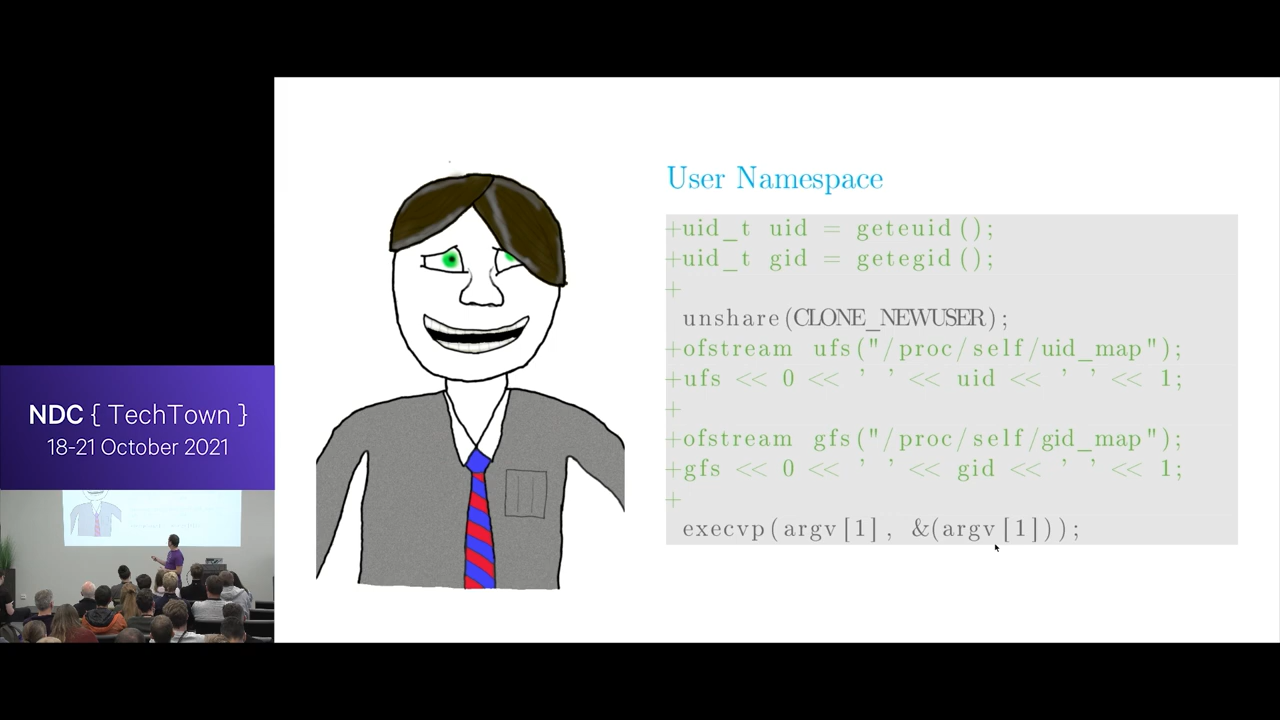 User Namespace
+uid_t uid = geteuid();
+uid_t gid = getegid();
+
unshare(CLONE_NEWUSER);
+ofstream ufs("/proc/self/uid_map");
+ufs << 0 << ' ' << uid << ' ' << 1;
+
+ofstream gfs("/proc/self/gid_map");
+gfs << 0 << ' ' << gid << ' ' << 1;
+
execvp(argv[1], &(argv[1]));
NDC { TechTown }
18-21 October 2021